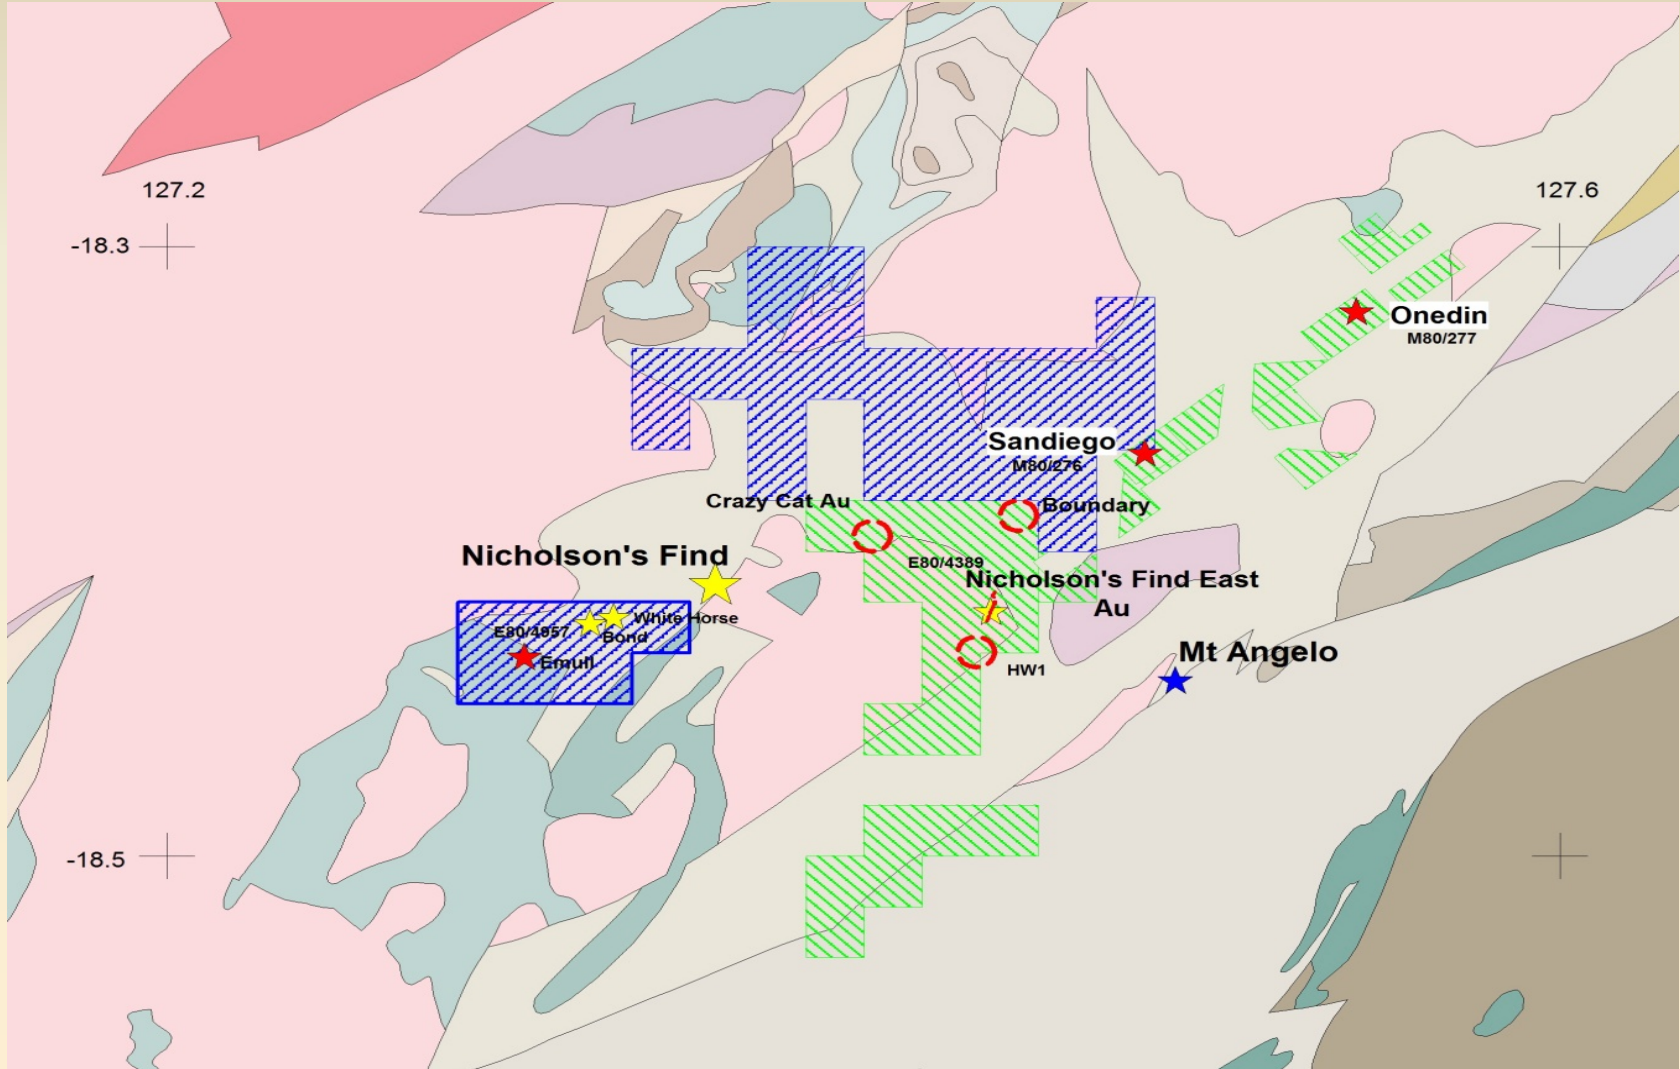 127.2
127.6
-18.3
Onedin
M80/277
Sandiego
M80/276
Crazy Cat Au
Boundary
Nicholson's Find
E80/4389
Nicholson's Find East
Au
White Horse
E80/4957
Bond
Emull
Mt Angelo
HW1
-18.5